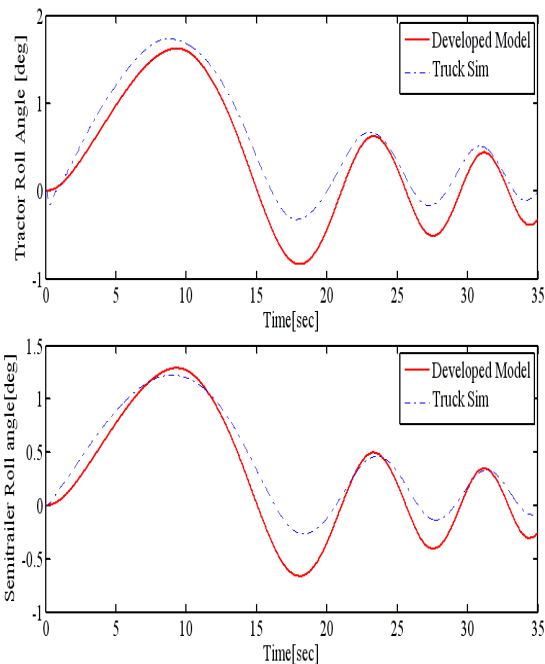 Tractor Roll Angle [deg]
2
1
0
-1
Developed Model
Truck Sim
0 5 10 15 20 25 30 35
Time[sec]
Semitrailer Roll angle[deg]
1.5
1
0.5
0
-0.5
-1
Developed Model
Truck Sim
0 5 10 15 20 25 30 35
Time[sec]